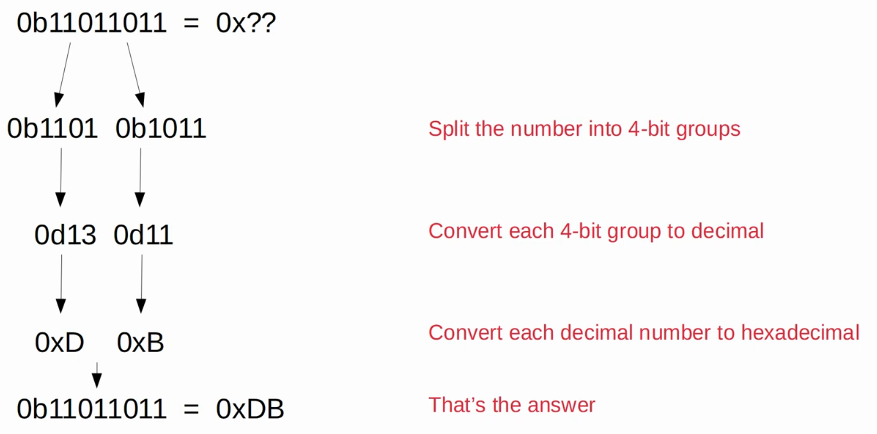 0b11011011 = 0x??
0b1101 0b1011 Split the number into 4-bit groups
0d13 0d11 Convert each 4-bit group to decimal
0xD 0xB Convert each decimal number to hexadecimal
0b11011011 = 0xDB That's the answer